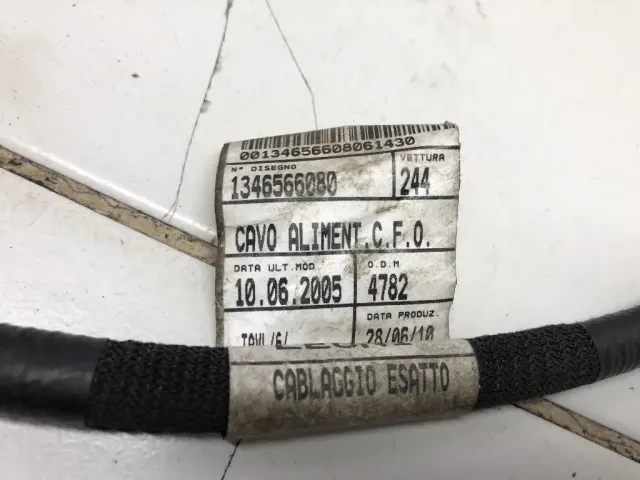 00134656608061430
N° DISEGNO VETTURA
1346566080 244
CAVO ALIMENT.C.F.O.
DATA ULT.MOD O.D.M
10.06.2005 4782
DATA PRODUZ.
28/06/10
CABLAGGIO ESATTO